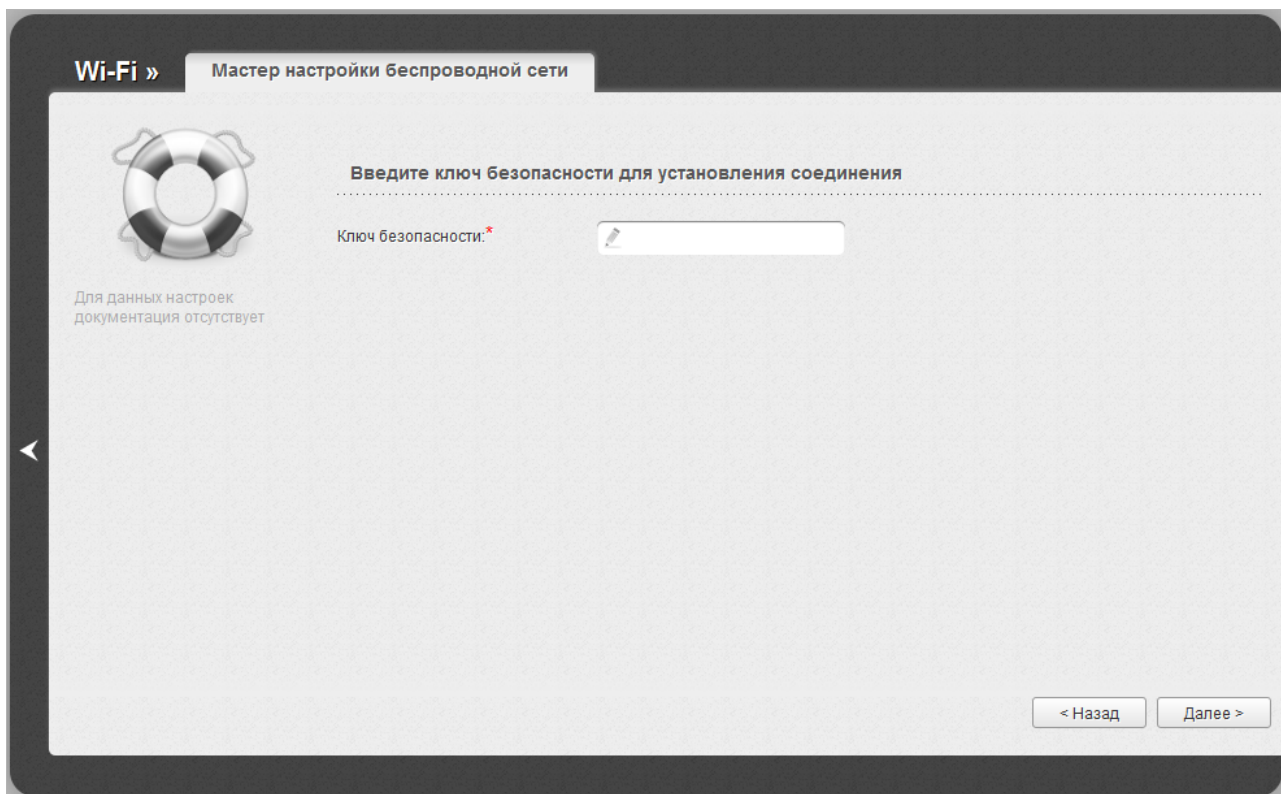 Wi-Fi »
Мастер настройки беспроводной сети
Введите ключ безопасности для установления соединения
Ключ безопасности:*
Для данных настроек
документация отсутствует
< Назад
Далее >